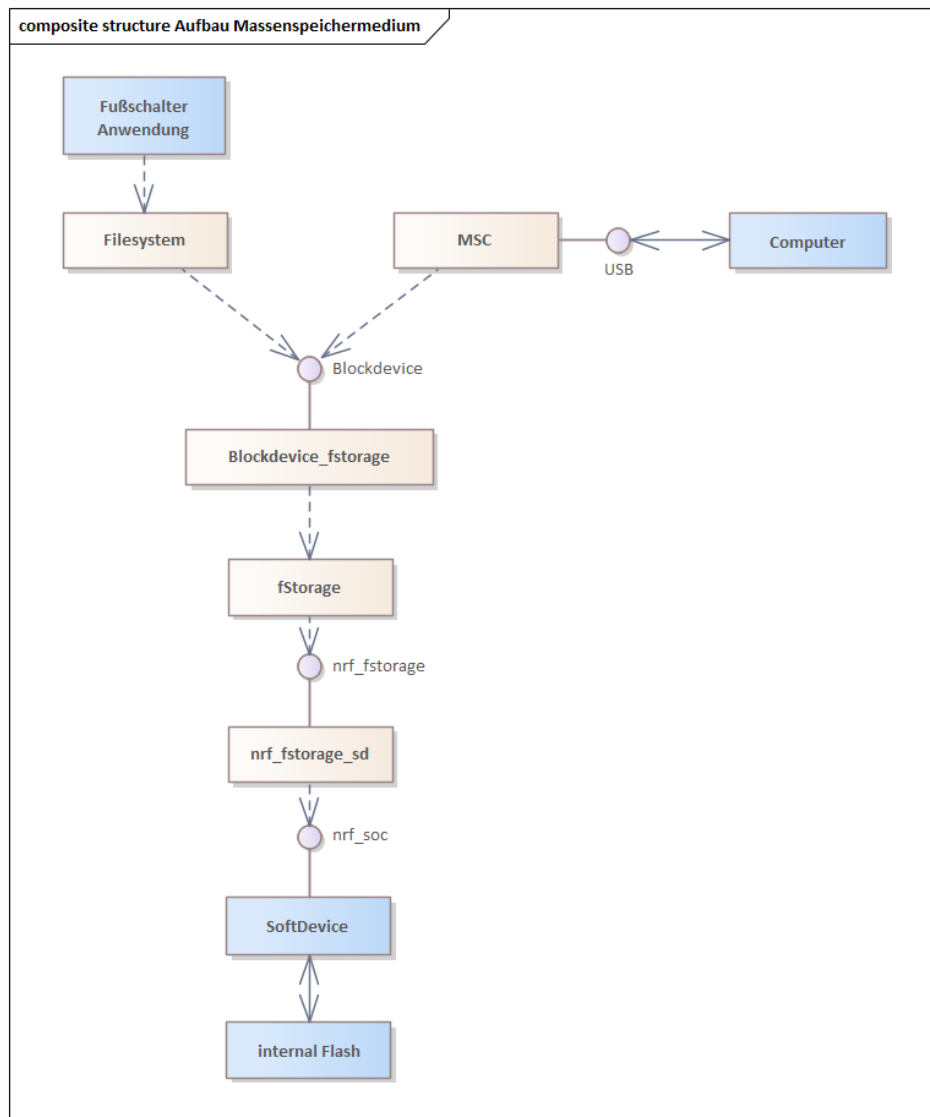 composite structure Aufbau Massenspeichermedium
Fußschalter
Anwendung
Filesystem
MSC
USB
Computer
Blockdevice
Blockdevice_fstorage
fStorage
nrf_fstorage
nrf_fstorage_sd
nrf_soc
SoftDevice
internal Flash